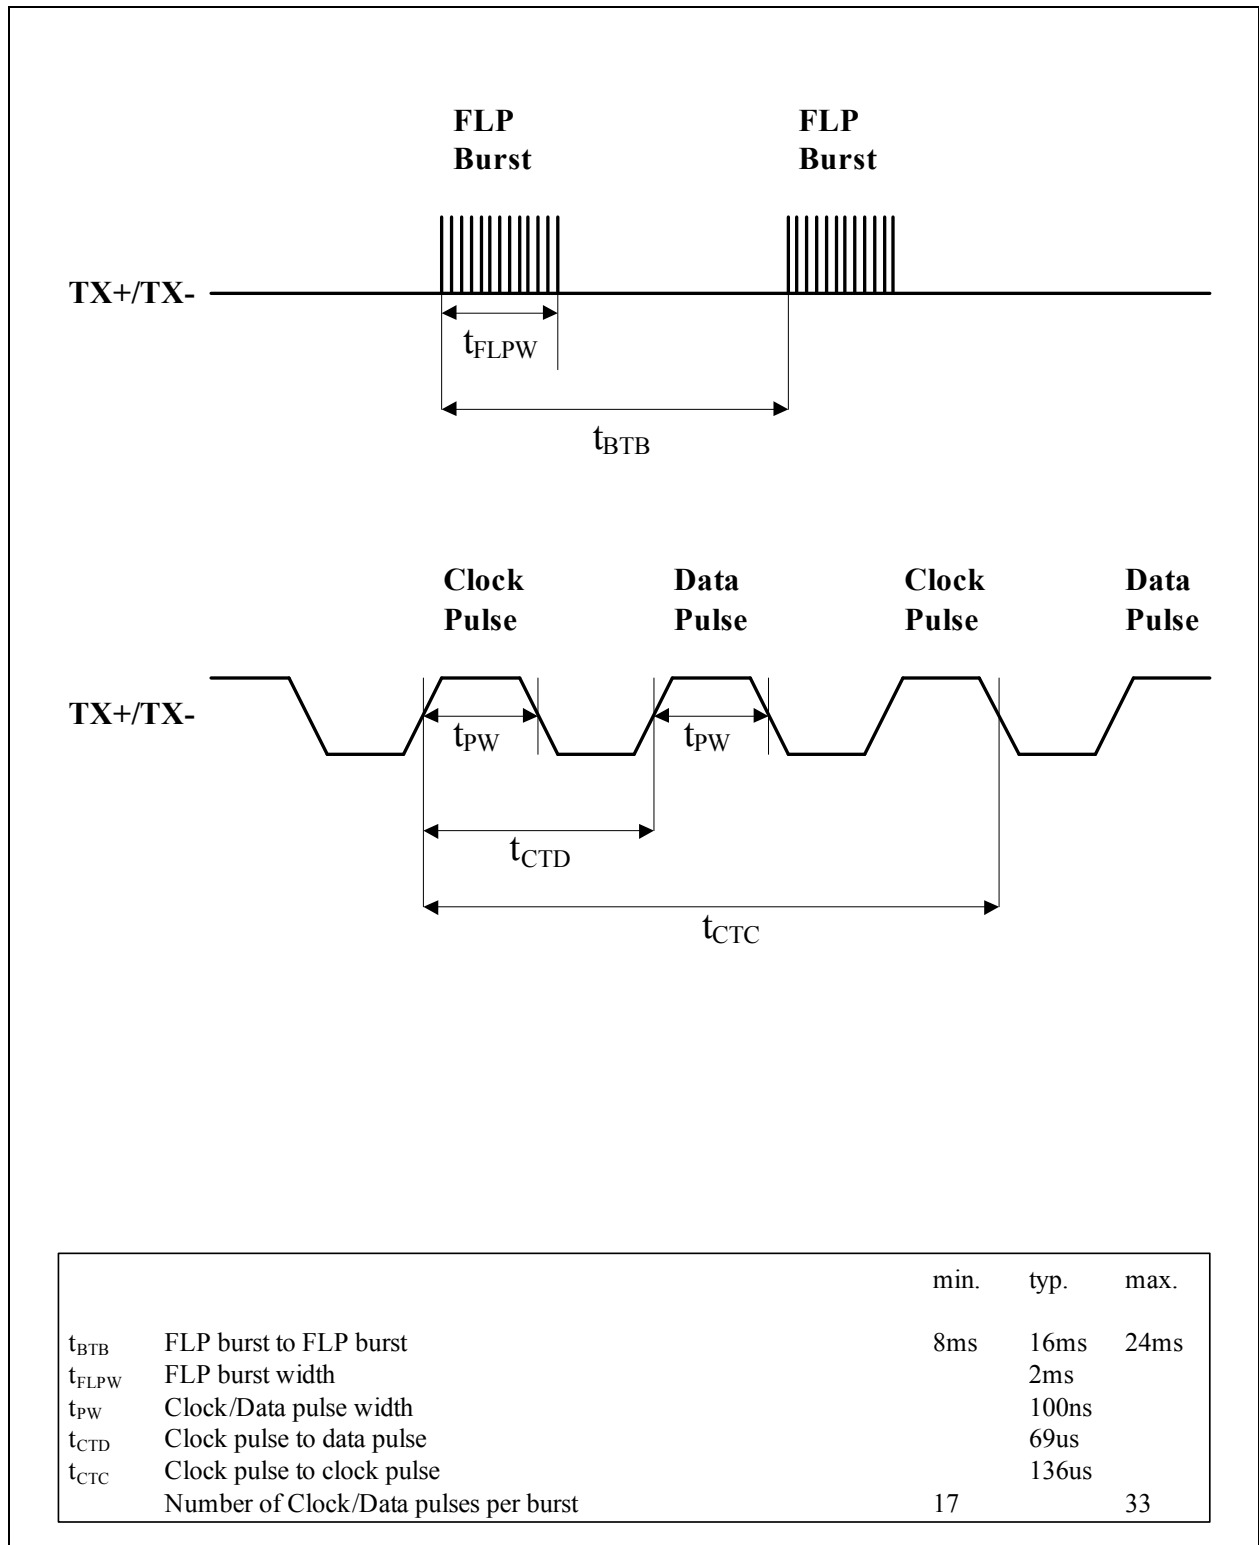 FLP Burst
FLP Burst
TX+/TX-
tFLPW
tBTB
Clock Pulse
Data Pulse
Clock Pulse
Data Pulse
TX+/TX-
tPW
tPW
tCTD
tCTC
min. typ. max.
tBTB FLP burst to FLP burst 8ms 16ms 24ms
tFLPW FLP burst width 2ms
tPW Clock/Data pulse width 100ns
tCTD Clock pulse to data pulse 69us
tCTC Clock pulse to clock pulse 136us
Number of Clock/Data pulses per burst 17 33